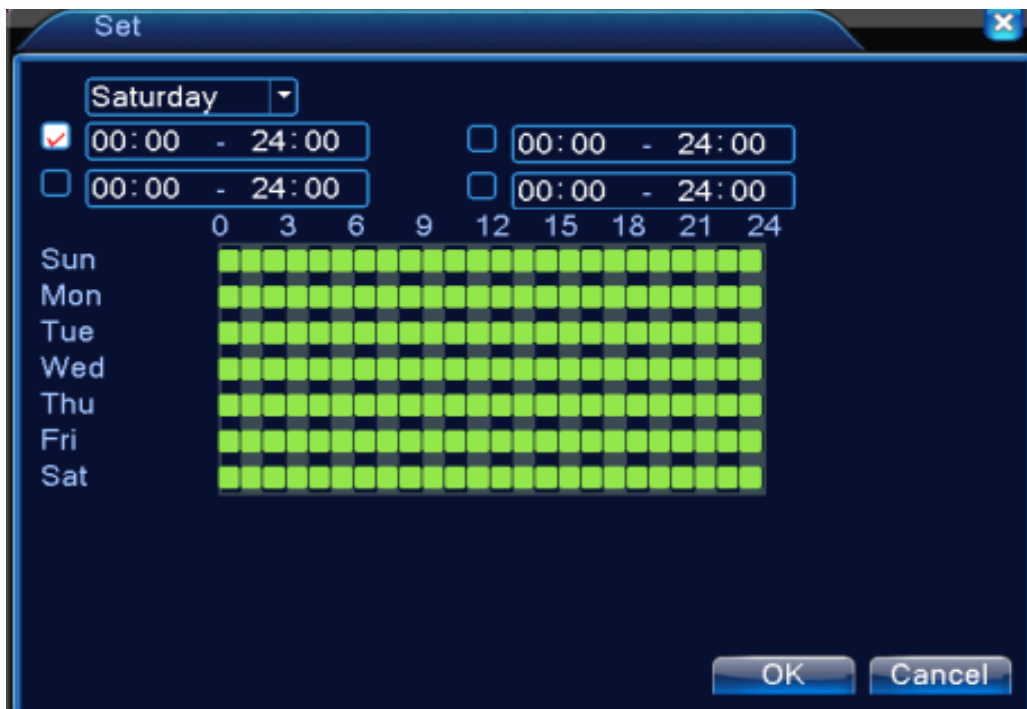 Set
Saturday
00:00 - 24:00 00:00 - 24:00
00:00 - 24:00 00:00 - 24:00
0 3 6 9 12 15 18 21 24
Sun
Mon
Tue
Wed
Thu
Fri
Sat
OK Cancel